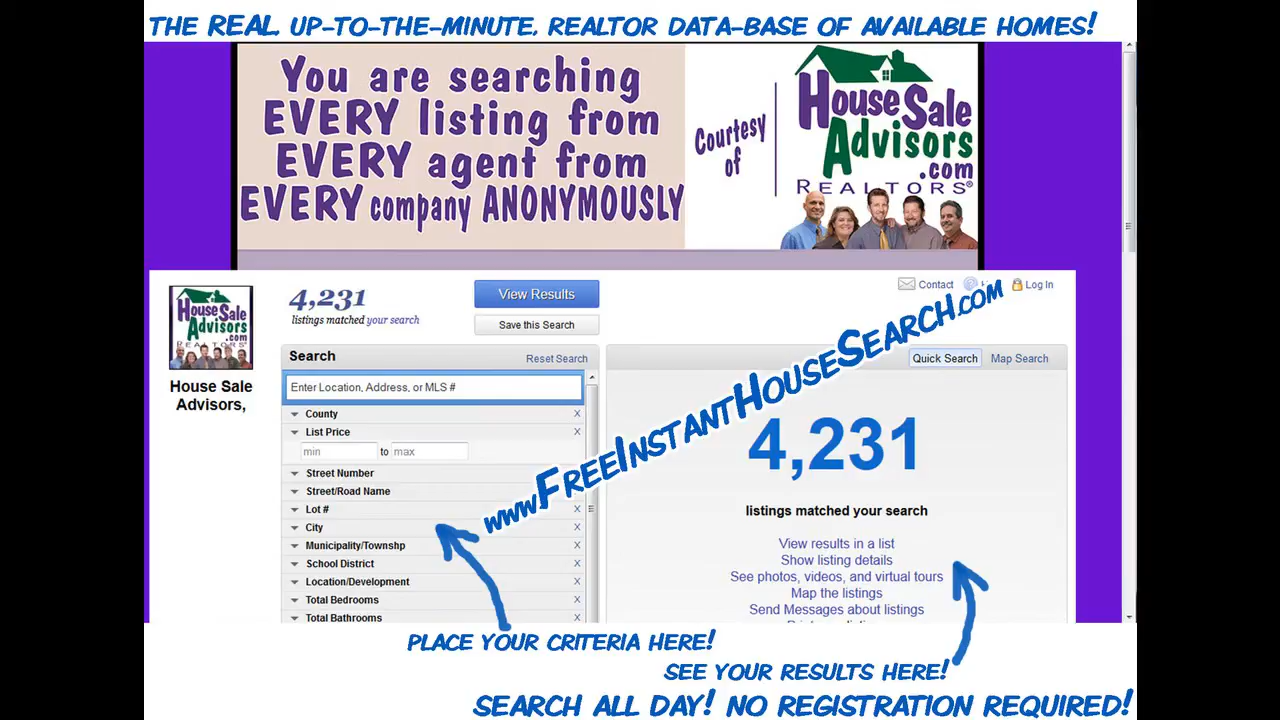 THE REAL, UP-TO-THE-MINUTE, REALTOR DATA-BASE OF AVAILABLE HOMES!
You are searching
EVERY listing from
EVERY agent from
EVERY company ANONYMOUSLY
Courtesy
of
HouseSale
Advisors
.com
REALTORS®
HouseSale
Advisors
.com
REALTORS
House Sale
Advisors,
4,231
listings matched your search
View Results
Save this Search
Contact
Log In
www.FreeInstantHouseSearch.com
Search
Reset Search
Quick Search
Map Search
Enter Location, Address, or MLS #
County X
List Price X
min to max
Street Number
Street/Road Name
Lot # X
City X
Municipality/Townshp X
School District X
Location/Development X
Total Bedrooms X
Total Bathrooms X
4,231
listings matched your search
View results in a list
Show listing details
See photos, videos, and virtual tours
Map the listings
Send Messages about listings
PLACE YOUR CRITERIA HERE!
SEE YOUR RESULTS HERE!
SEARCH ALL DAY! NO REGISTRATION REQUIRED!